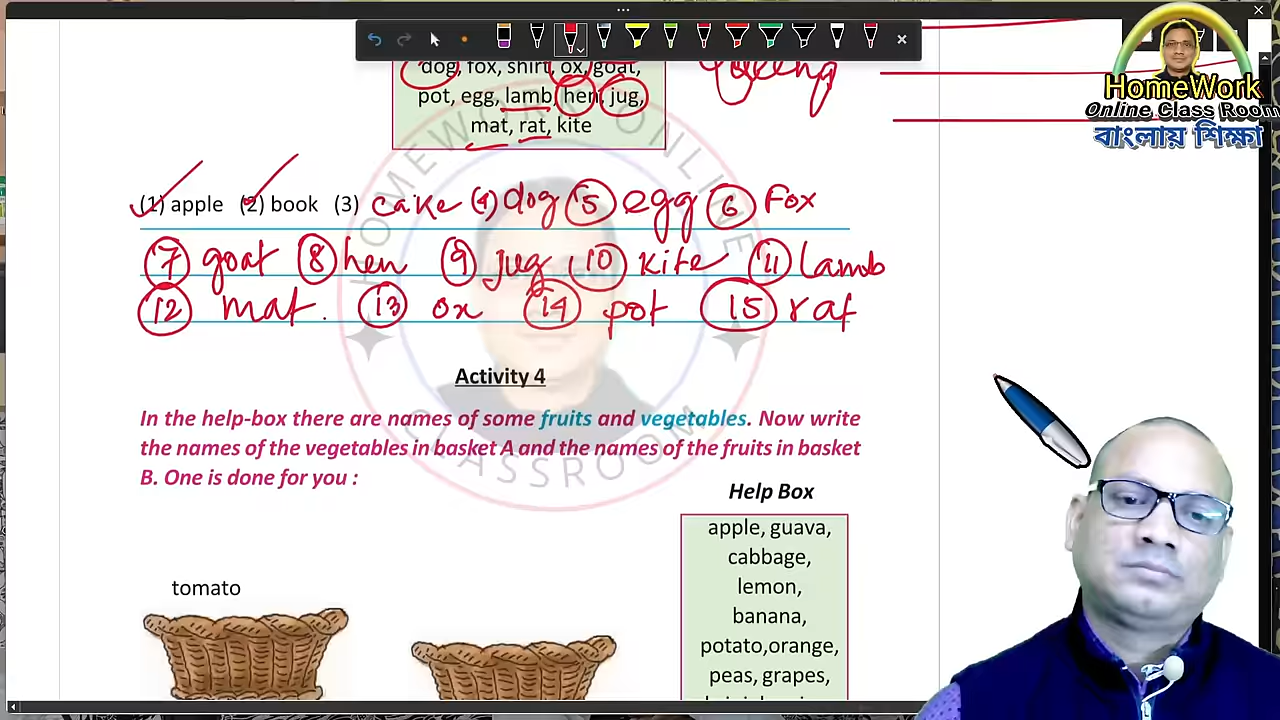 dog, fox, shirt, ox, goat,
pot, egg, lamb, hen, jug,
mat, rat, kite
HomeWork
Online Class Room
বাংলায় শিক্ষা
(1) apple (2) book (3) cake (4) dog (5) egg (6) Fox
(7) goat (8) hen (9) jug (10) kite (11) lamb
(12) mat. (13) ox (14) pot (15) rat
Activity 4
In the help-box there are names of some fruits and vegetables. Now write
the names of the vegetables in basket A and the names of the fruits in basket
B. One is done for you :
Help Box
apple, guava,
cabbage,
lemon,
banana,
potato,orange,
peas, grapes,
tomato
HOMEWORK ONLINE
CLASSROOM